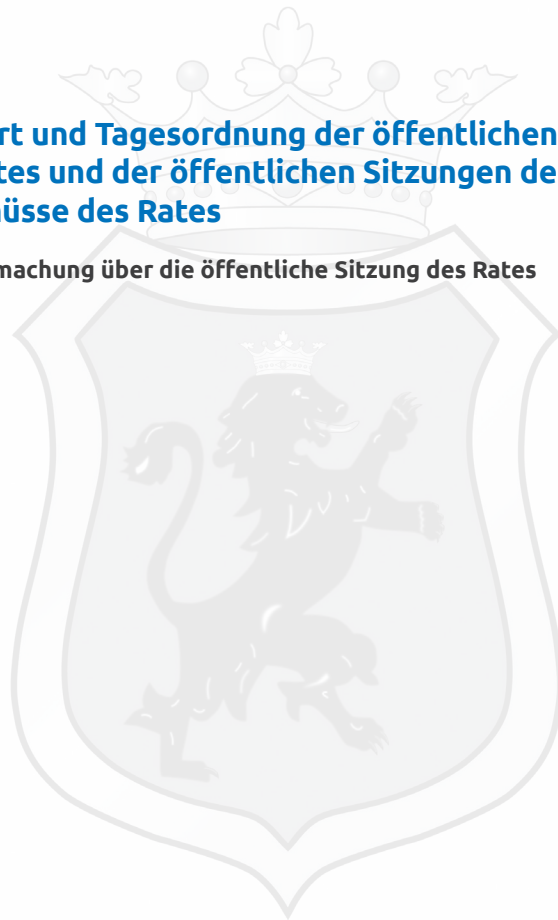 rt und Tagesordnung der öffentlichen
tes und der öffentlichen Sitzungen de
üsse des Rates
machung über die öffentliche Sitzung des Rates